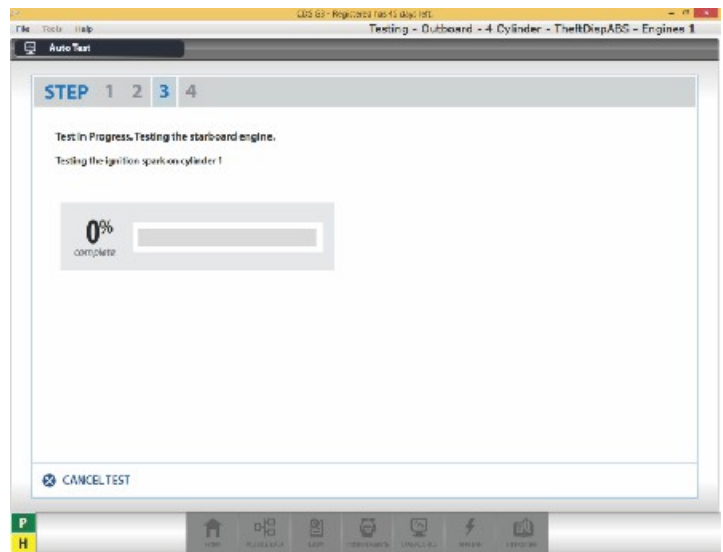 CDS G3 - Registered has 45 days left.
File Tools Help
Testing - Outboard - 4 Cylinder - TheftDispABS - Engines 1
Auto Test
STEP 1 2 3 4
Test in Progress. Testing the starboard engine.
Testing the ignition spark on cylinder 1
0%
complete
CANCEL TEST
P
H